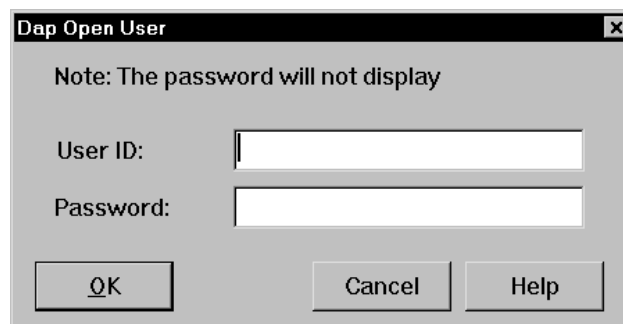 Dap Open User
Note: The password will not display
User ID:
Password:
OK Cancel Help